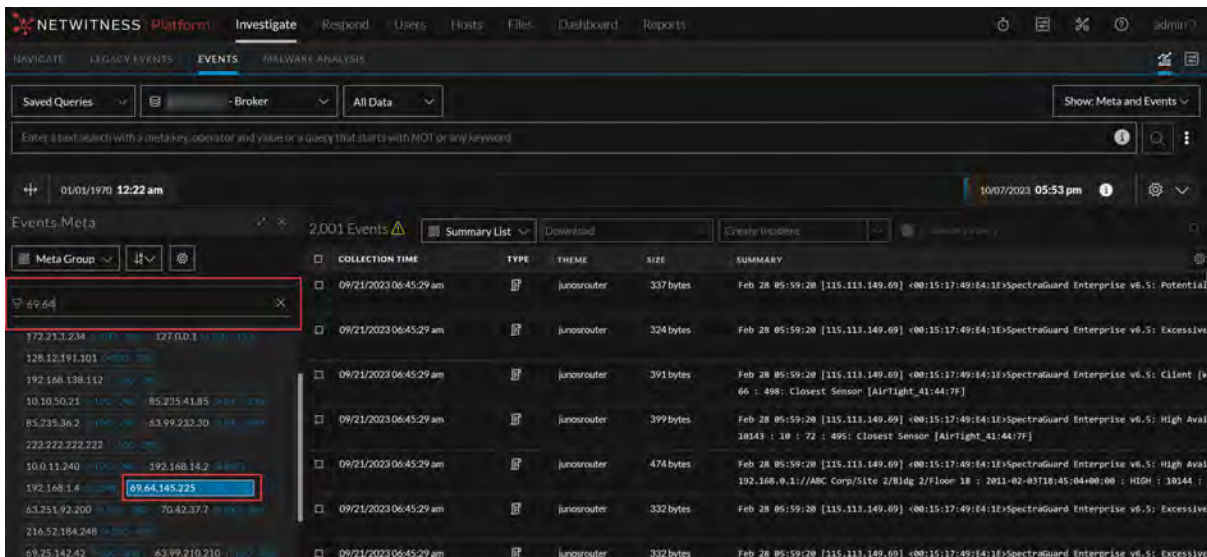 NETWITNESS Platform Investigate Respond Users Hosts Files Dashboard Reports admin
NAVIGATE LEGACY EVENTS EVENTS MALWARE ANALYSIS
Saved Queries - Broker All Data Show: Meta and Events
Enter a text search with a meta key, operator and value or a query that starts with NOT or any keyword
01/01/1970 12:22 am 10/07/2023 05:53 pm
Events Meta
2,001 Events Summary List Download Create Incident
Meta Group
COLLECTION TIME TYPE THEME SIZE SUMMARY
69.64
172.21.1.234 127.0.0.1
128.12.191.101
192.168.138.112
10.10.50.21 85.235.41.85
85.235.36.2 63.99.232.30
222.222.222.222
10.0.11.240 192.168.14.2
192.168.1.4 69.64.145.225
63.251.92.200 70.42.37.7
216.52.184.248
69.25.142.42 63.99.210.210
09/21/2023 06:45:29 am junosrouter 337 bytes Feb 28 05:59:20 [115.113.149.69] <00:15:17:49:E4:1E>SpectraGuard Enterprise v6.5: Potential
09/21/2023 06:45:29 am junosrouter 324 bytes Feb 28 05:59:20 [115.113.149.69] <00:15:17:49:E4:1E>SpectraGuard Enterprise v6.5: Excessive
09/21/2023 06:45:29 am junosrouter 391 bytes Feb 28 05:59:20 [115.113.149.69] <00:15:17:49:E4:1E>SpectraGuard Enterprise v6.5: Client [W
66 : 498: Closest Sensor [AirTight_41:44:7F]
09/21/2023 06:45:29 am junosrouter 399 bytes Feb 28 05:59:20 [115.113.149.69] <00:15:17:49:E4:1E>SpectraGuard Enterprise v6.5: High Avai
10143 : 10 : 72 : 495: Closest Sensor [AirTight_41:44:7F]
09/21/2023 06:45:29 am junosrouter 474 bytes Feb 28 05:59:20 [115.113.149.69] <00:15:17:49:E4:1E>SpectraGuard Enterprise v6.5: High Avai
192.168.0.1://ABC Corp/Site 2/Bldg 2/Floor 18 : 2011-02-03T18:45:04+00:00 : HIGH : 10144 :
09/21/2023 06:45:29 am junosrouter 332 bytes Feb 28 05:59:20 [115.113.149.69] <00:15:17:49:E4:1E>SpectraGuard Enterprise v6.5: Excessive
09/21/2023 06:45:29 am junosrouter 332 bytes Feb 28 05:59:20 [115.113.149.69] <00:15:17:49:E4:1E>SpectraGuard Enterprise v6.5: Excessive